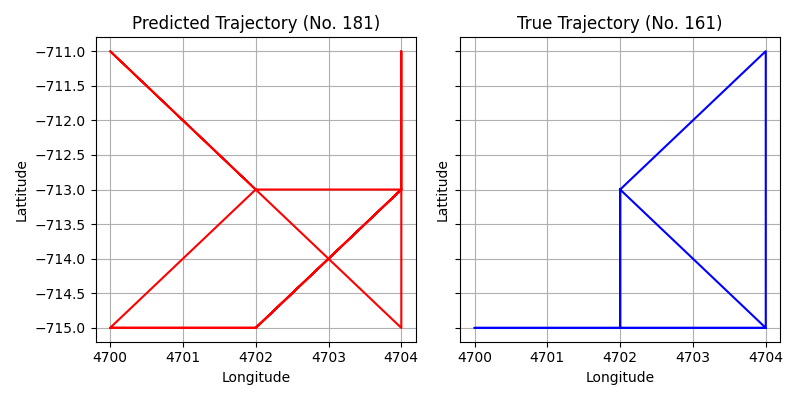 Predicted Trajectory (No. 181)
True Trajectory (No. 161)
−711.0
−711.5
−712.0
−712.5
−713.0
−713.5
−714.0
−714.5
−715.0
Lattitude
Lattitude
4700 4701 4702 4703 4704
4700 4701 4702 4703 4704
Longitude
Longitude